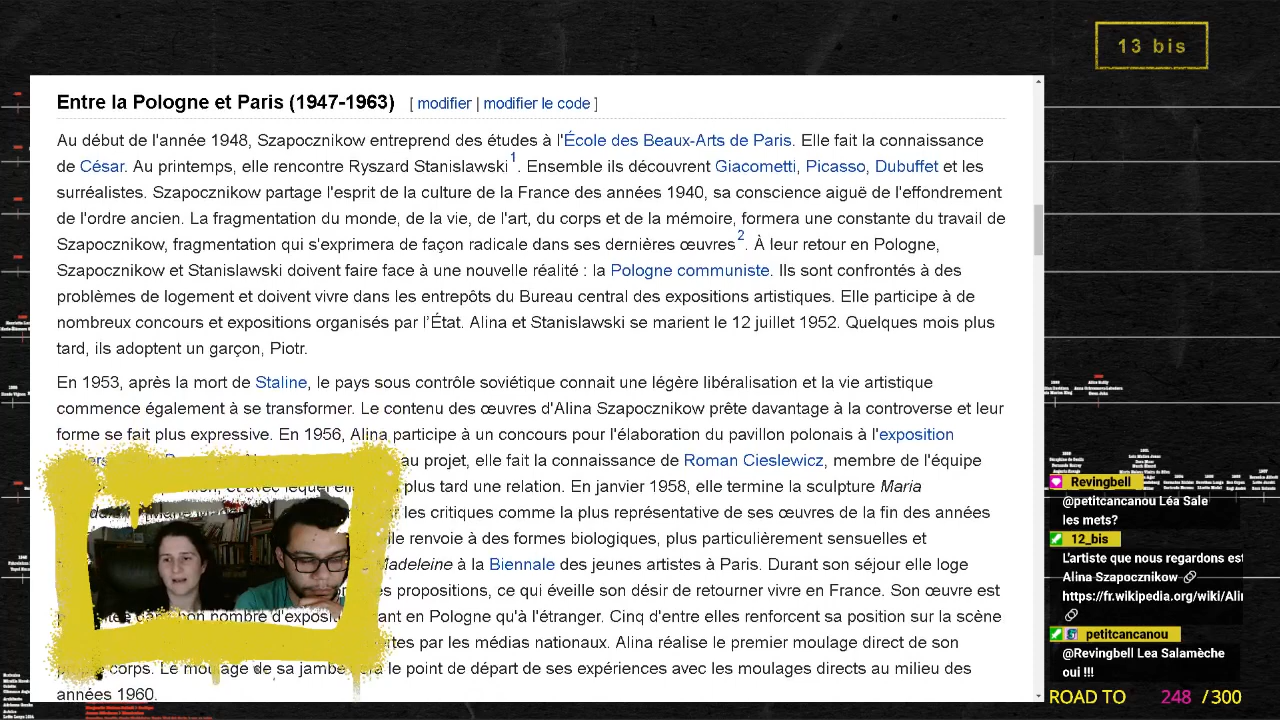 13 bis
Entre la Pologne et Paris (1947-1963) [ modifier | modifier le code ]
Au début de l'année 1948, Szapocznikow entreprend des études à l'École des Beaux-Arts de Paris. Elle fait la connaissance
de César. Au printemps, elle rencontre Ryszard Stanislawski1. Ensemble ils découvrent Giacometti, Picasso, Dubuffet et les
surréalistes. Szapocznikow partage l'esprit de la culture de la France des années 1940, sa conscience aiguë de l'effondrement
de l'ordre ancien. La fragmentation du monde, de la vie, de l'art, du corps et de la mémoire, formera une constante du travail de
Szapocznikow, fragmentation qui s'exprimera de façon radicale dans ses dernières œuvres2. À leur retour en Pologne,
Szapocznikow et Stanislawski doivent faire face à une nouvelle réalité : la Pologne communiste. Ils sont confrontés à des
problèmes de logement et doivent vivre dans les entrepôts du Bureau central des expositions artistiques. Elle participe à de
nombreux concours et expositions organisés par l'État. Alina et Stanislawski se marient le 12 juillet 1952. Quelques mois plus
tard, ils adoptent un garçon, Piotr.
En 1953, après la mort de Staline, le pays sous contrôle soviétique connait une légère libéralisation et la vie artistique
commence également à se transformer. Le contenu des œuvres d'Alina Szapocznikow prête davantage à la controverse et leur
forme se fait plus expressive. En 1956, Alina participe à un concours pour l'élaboration du pavillon polonais à l'exposition
au projet, elle fait la connaissance de Roman Cieslewicz, membre de l'équipe
plus une relation. En janvier 1958, elle termine la sculpture Maria
les critiques comme la plus représentative de ses œuvres de la fin des années
lle renvoie à des formes biologiques, plus particulièrement sensuelles et
Madeleine à la Biennale des jeunes artistes à Paris. Durant son séjour elle loge
s propositions, ce qui éveille son désir de retourner vivre en France. Son œuvre est
bon nombre d'exposi ant en Pologne qu'à l'étranger. Cinq d'entre elles renforcent sa position sur la scène
tes par les médias nationaux. Alina réalise le premier moulage direct de son
corps. Le moulage de sa jambe le point de départ de ses expériences avec les moulages directs au milieu des
années 1960.
Revingbell
@petitcancanou Léa Sale
les mets?
12_bis
L'artiste que nous regardons est
Alina Szapocznikow
https://fr.wikipedia.org/wiki/Alin
petitcancanou
@Revingbell Lea Salamèche
oui !!!
ROAD TO 248 / 300